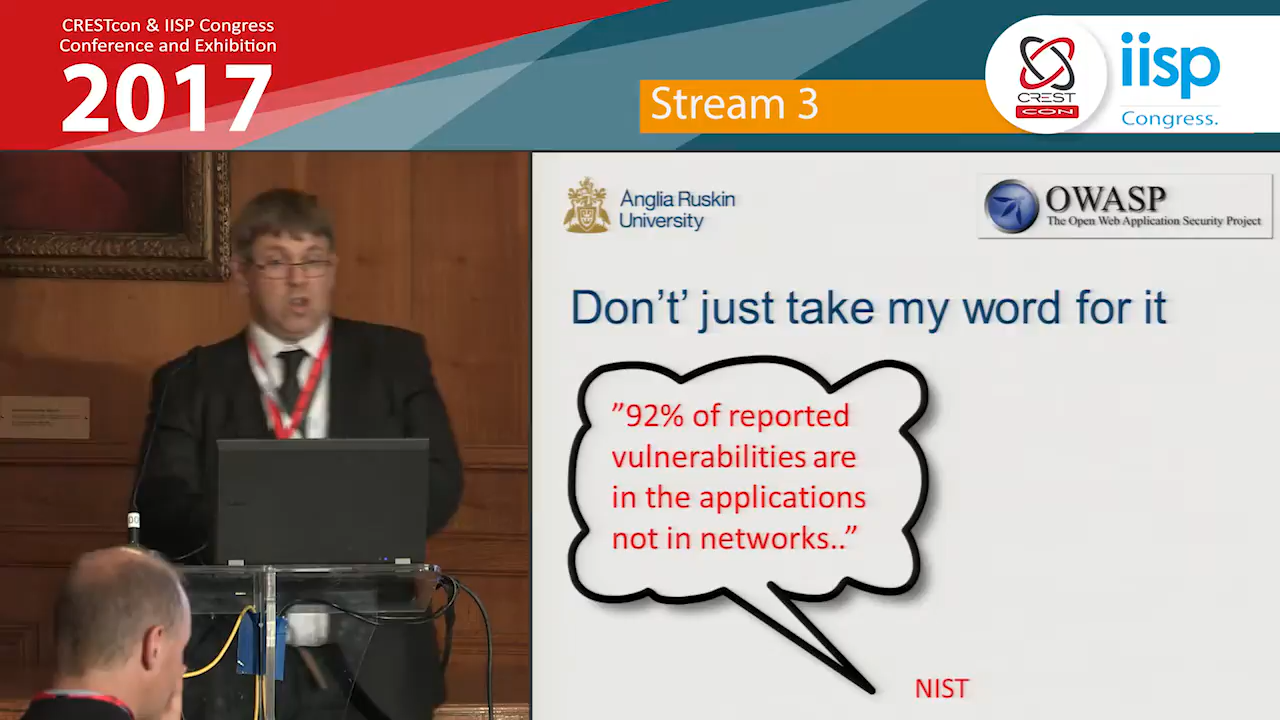 CRESTcon & IISP Congress
Conference and Exhibition
2017
Stream 3
CREST
CON
iisp
Congress.
Anglia Ruskin
University
OWASP
The Open Web Application Security Project
Don't' just take my word for it
”92% of reported
vulnerabilities are
in the applications
not in networks..”
NIST